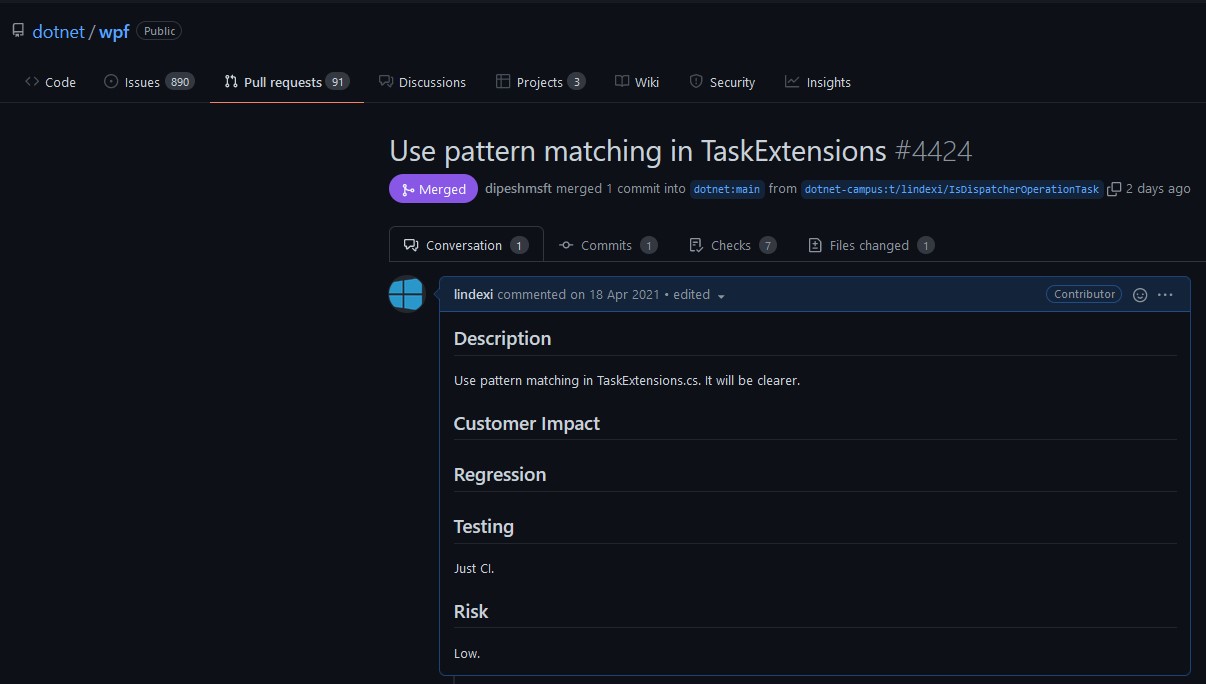 dotnet / wpf Public
Code Issues 890 Pull requests 91 Discussions Projects 3 Wiki Security Insights
Use pattern matching in TaskExtensions #4424
Merged dipeshmsft merged 1 commit into dotnet:main from dotnet-campus:t/lindexi/IsDispatcherOperationTask 2 days ago
Conversation 1 Commits 1 Checks 7 Files changed 1
lindexi commented on 18 Apr 2021 • edited Contributor
Description
Use pattern matching in TaskExtensions.cs. It will be clearer.
Customer Impact
Regression
Testing
Just CI.
Risk
Low.